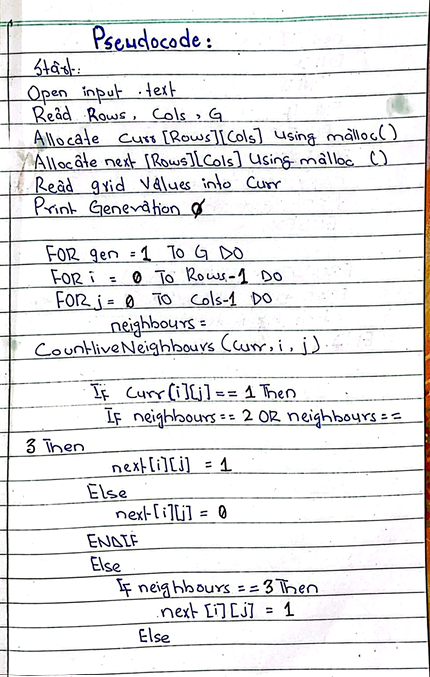 Pseudocode:
Start:
Open input .text
Read Rows, Cols, G
Allocate Curr[Rows][Cols] using malloc()
Allocate next [Rows][Cols] using malloc ()
Read grid Values into Curr
Print Generation 0
FOR gen = 1 To G DO
FOR i = 0 To Rows-1 DO
FOR j = 0 To Cols-1 DO
neighbours =
CountliveNeighbours (curr, i, j)
If Curr[i][j] == 1 Then
If neighbours == 2 OR neighbours ==
3 Then
next[i][j] = 1
Else
next[i][j] = 0
ENDIF
Else
If neighbours == 3 Then
next [i][j] = 1
Else